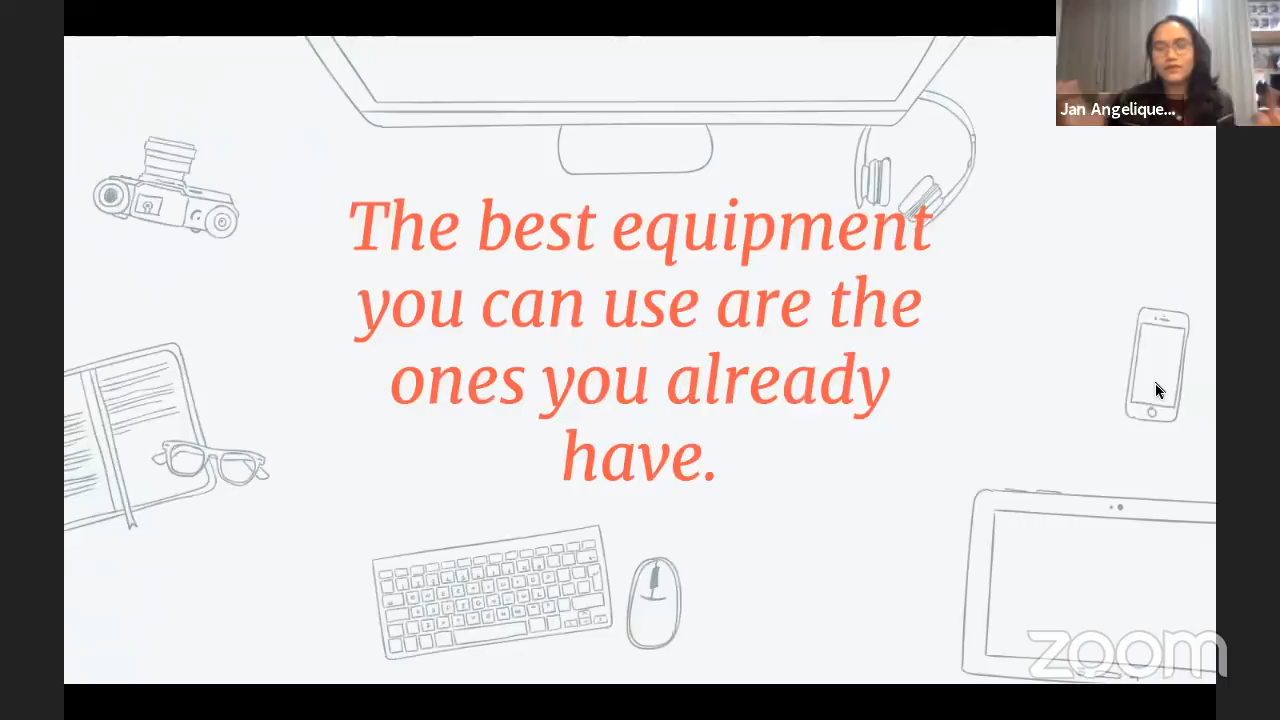 Jan Angelique...
The best equipment
you can use are the
ones you already
have.
zoom